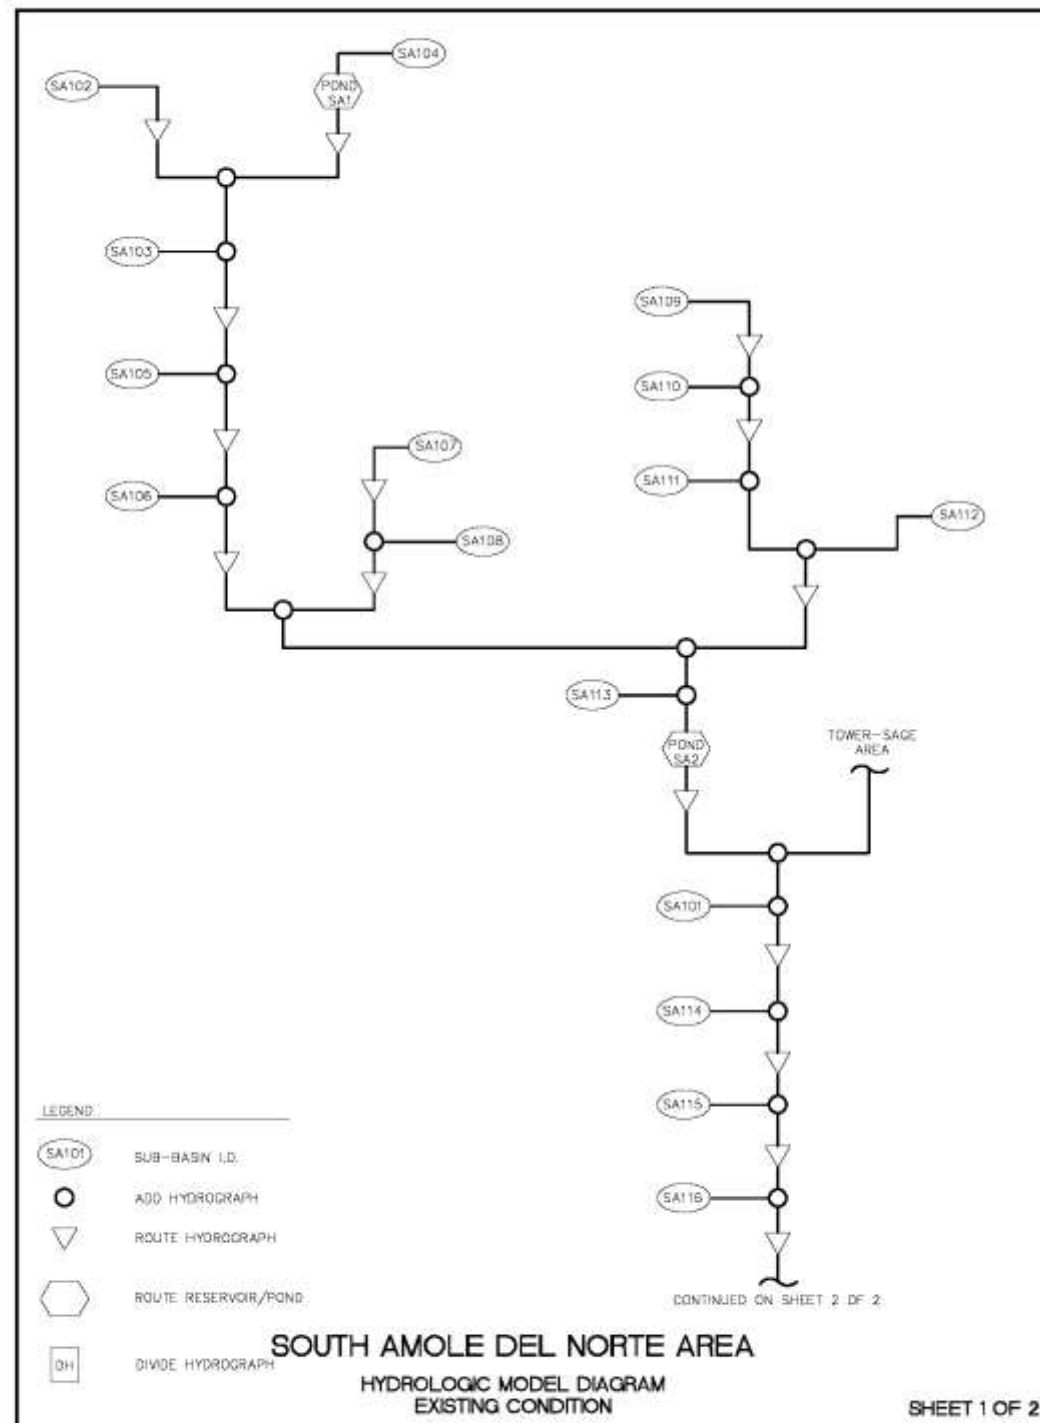 SA104
SA102
POND
SA1
SA103
SA109
SA105
SA110
SA107
SA111
SA106
SA112
SA108
SA113
POND
SA2
TOWER-SAGE
AREA
SA101
SA114
SA115
SA116
CONTINUED ON SHEET 2 OF 2
LEGEND:
SA101 SUB-BASIN I.D.
ADD HYDROGRAPH
ROUTE HYDROGRAPH
ROUTE RESERVOIR/POND
DH DIVIDE HYDROGRAPH
SOUTH AMOLE DEL NORTE AREA
HYDROLOGIC MODEL DIAGRAM
EXISTING CONDITION
SHEET 1 OF 2